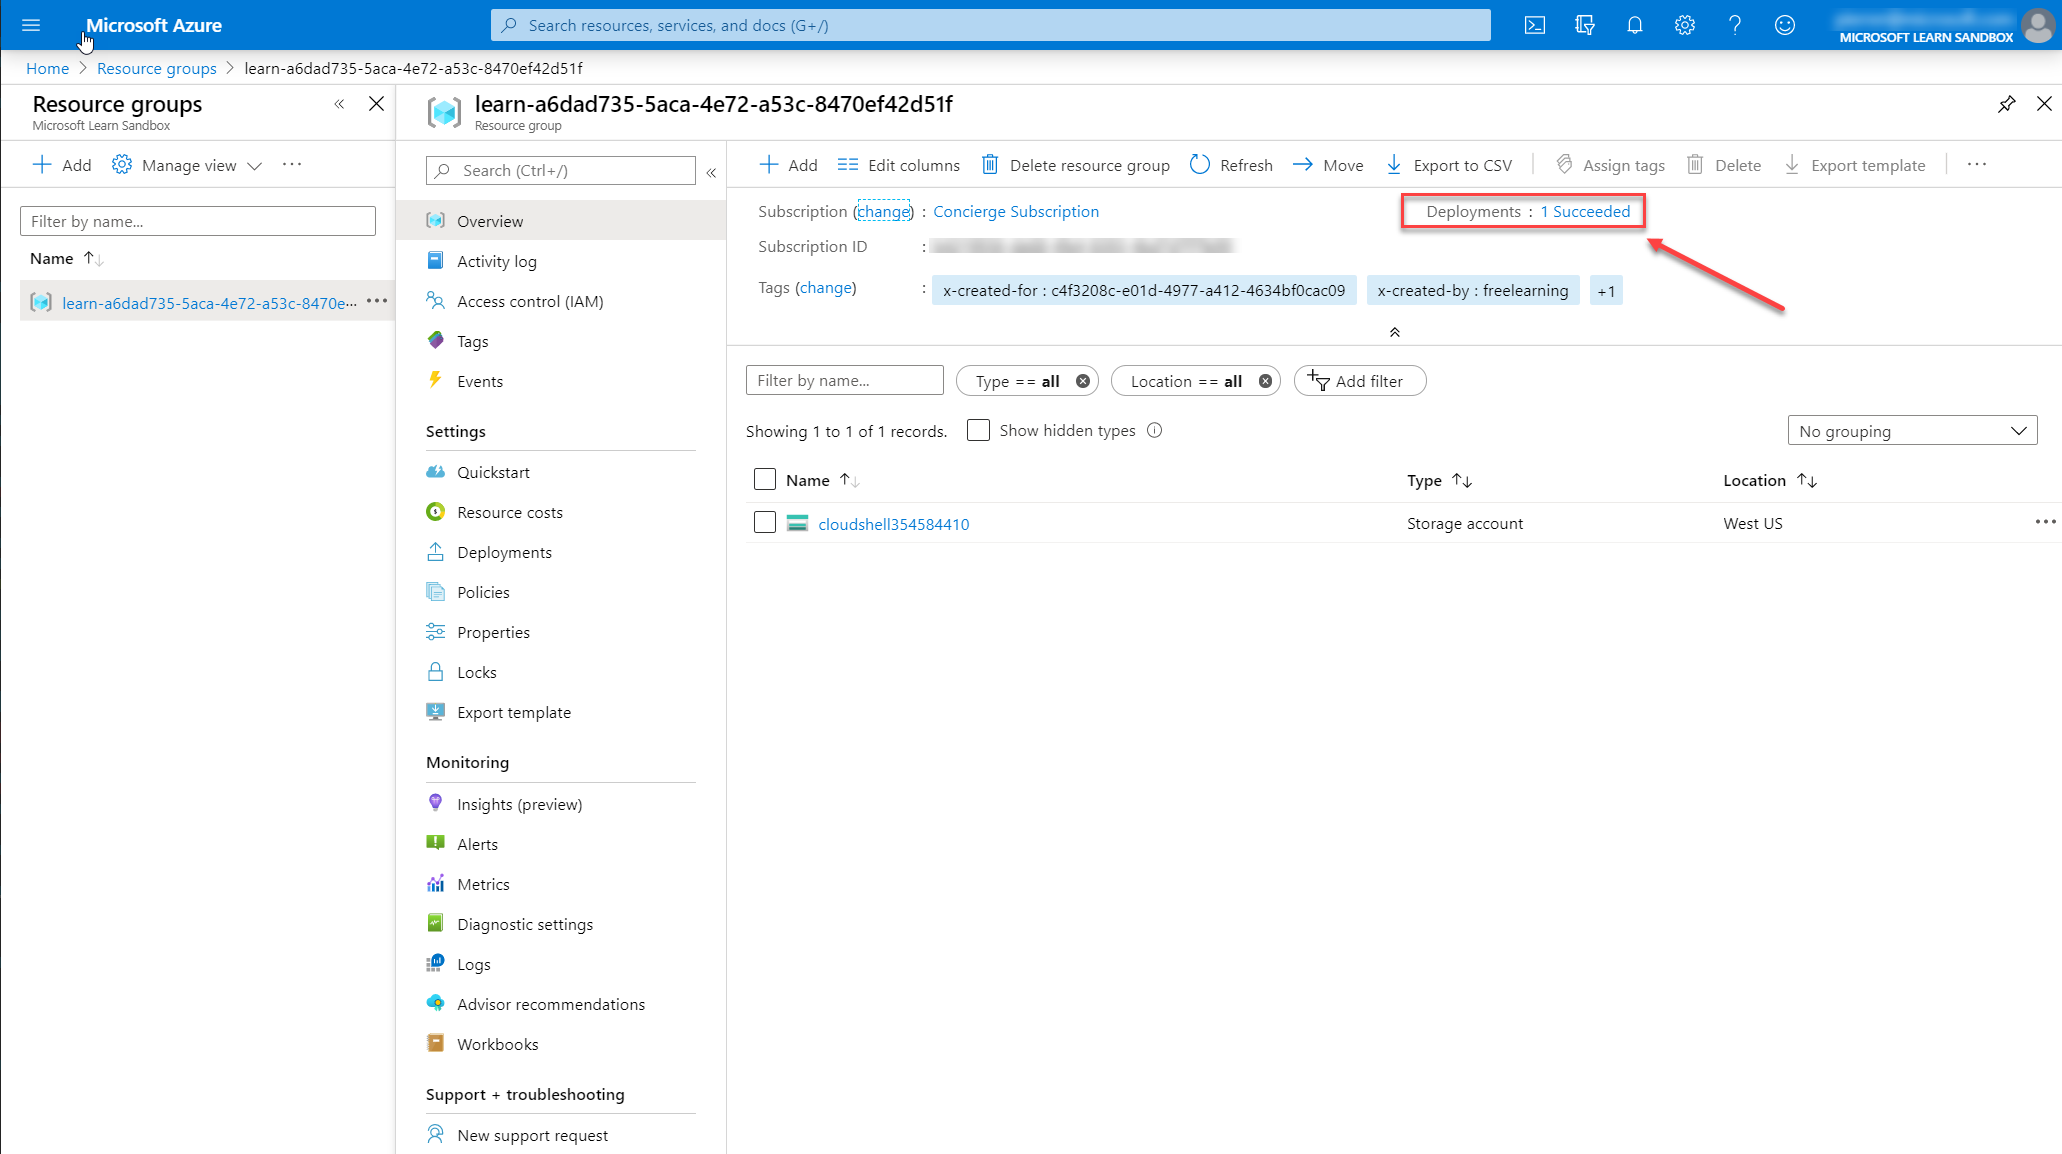 Microsoft Azure
Search resources, services, and docs (G+/)
MICROSOFT LEARN SANDBOX
Home > Resource groups > learn-a6dad735-5aca-4e72-a53c-8470ef42d51f
Resource groups
Microsoft Learn Sandbox
Add Manage view ...
Filter by name...
Name
learn-a6dad735-5aca-4e72-a53c-8470e... ...
learn-a6dad735-5aca-4e72-a53c-8470ef42d51f
Resource group
Search (Ctrl+/)
Overview
Activity log
Access control (IAM)
Tags
Events
Settings
Quickstart
Resource costs
Deployments
Policies
Properties
Locks
Export template
Monitoring
Insights (preview)
Alerts
Metrics
Diagnostic settings
Logs
Advisor recommendations
Workbooks
Support + troubleshooting
New support request
Add Edit columns Delete resource group Refresh Move Export to CSV Assign tags Delete Export template ...
Subscription (change) : Concierge Subscription
Deployments : 1 Succeeded
Subscription ID :
Tags (change) : x-created-for : c4f3208c-e01d-4977-a412-4634bf0cac09 x-created-by : freelearning +1
Filter by name... Type == all Location == all Add filter
Showing 1 to 1 of 1 records. Show hidden types
No grouping
Name Type Location
cloudshell354584410 Storage account West US ...